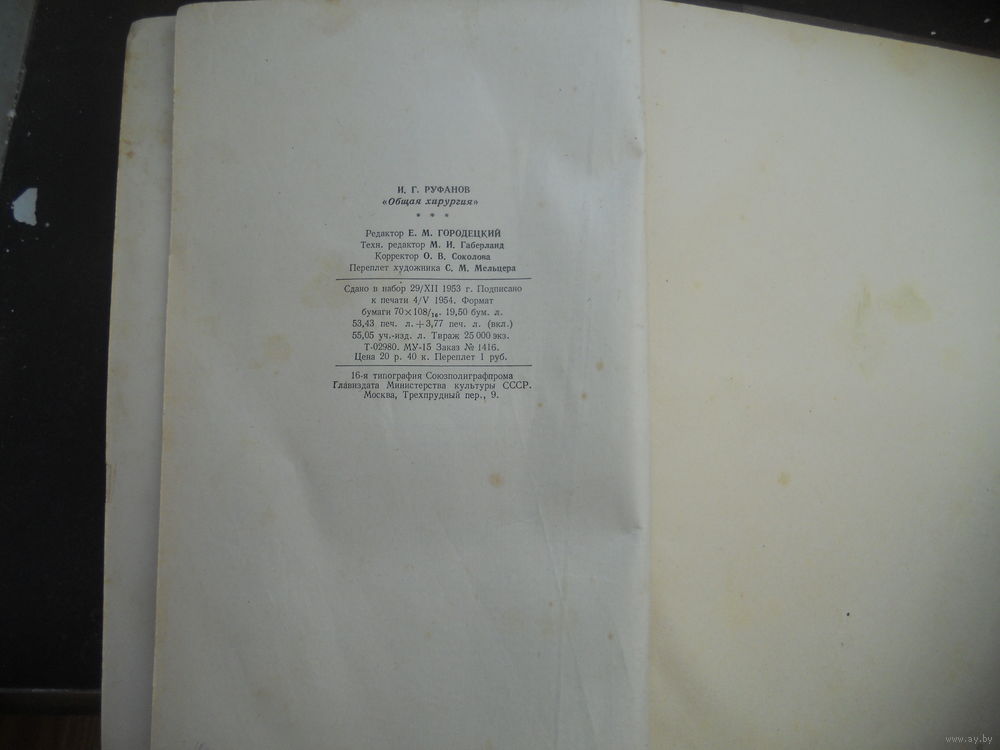 И. Г. РУФАНОВ
«Общая хирургия»
* * *
Редактор Е. М. ГОРОДЕЦКИЙ
Техн. редактор М. И. Габерланд
Корректор О. В. Соколова
Переплет художника С. М. Мельцера
Сдано в набор 29/XII 1953 г. Подписано
к печати 4/V 1954. Формат
бумаги 70×108/16. 19,50 бум. л.
53,43 печ. л.+3,77 печ. л. (вкл.)
55,05 уч.-изд. л. Тираж 25 000 экз.
Т-02980. МУ-15 Заказ № 1416.
Цена 20 р. 40 к. Переплет 1 руб.
16-я типография Союзполиграфпрома
Главиздата Министерства культуры СССР.
Москва, Трехпрудный пер., 9.
www.ay.by